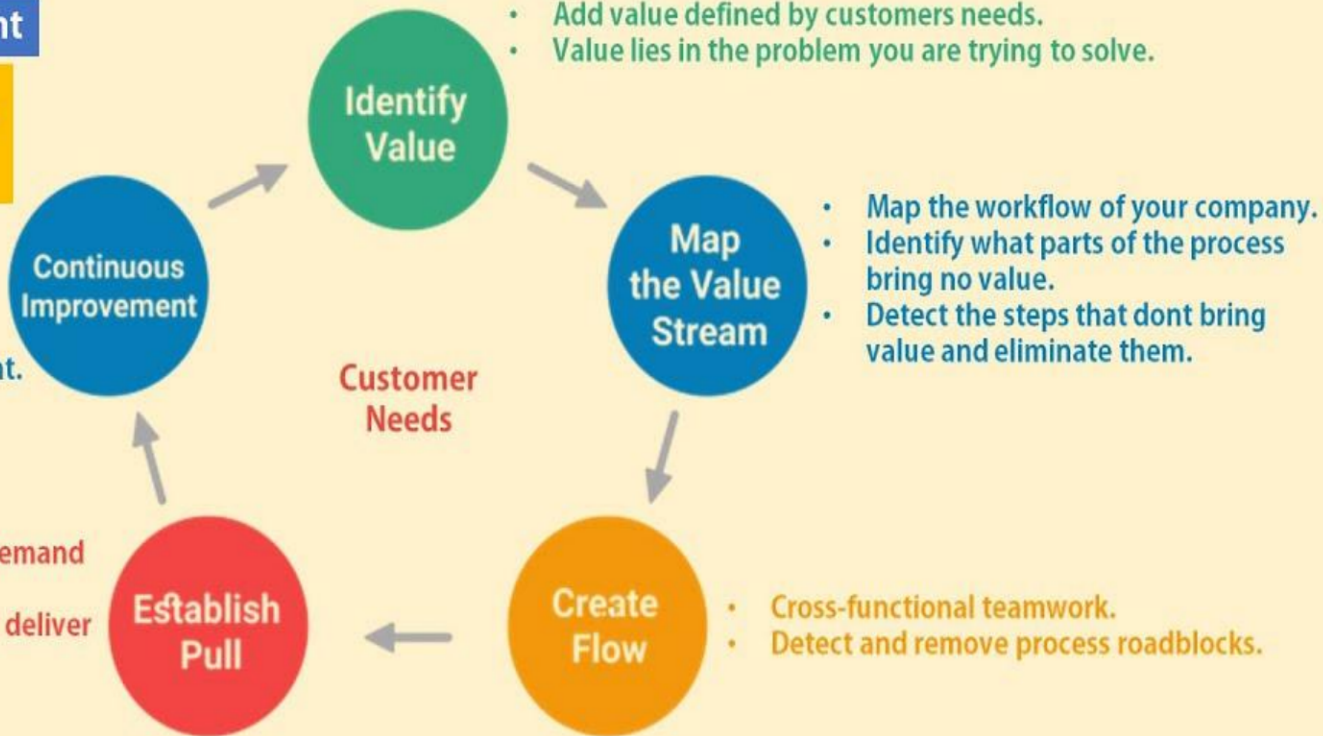 Add value defined by customers needs.
Value lies in the problem you are trying to solve.
Identify
Value
Map
the Value
Stream
Map the workflow of your company.
Identify what parts of the process
bring no value.
Detect the steps that dont bring
value and eliminate them.
Continuous
Improvement
Customer
Needs
deliver
Establish
Pull
Create
Flow
Cross-functional teamwork.
Detect and remove process roadblocks.